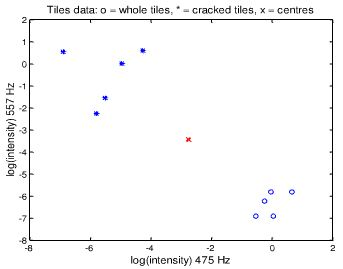 Tiles data: o = whole tiles, * = cracked tiles, x = centres
2
1
0
-1
-2
-3
-4
-5
-6
-7
-8
log(intensity) 557 Hz
-8 -6 -4 -2 0 2
log(intensity) 475 Hz